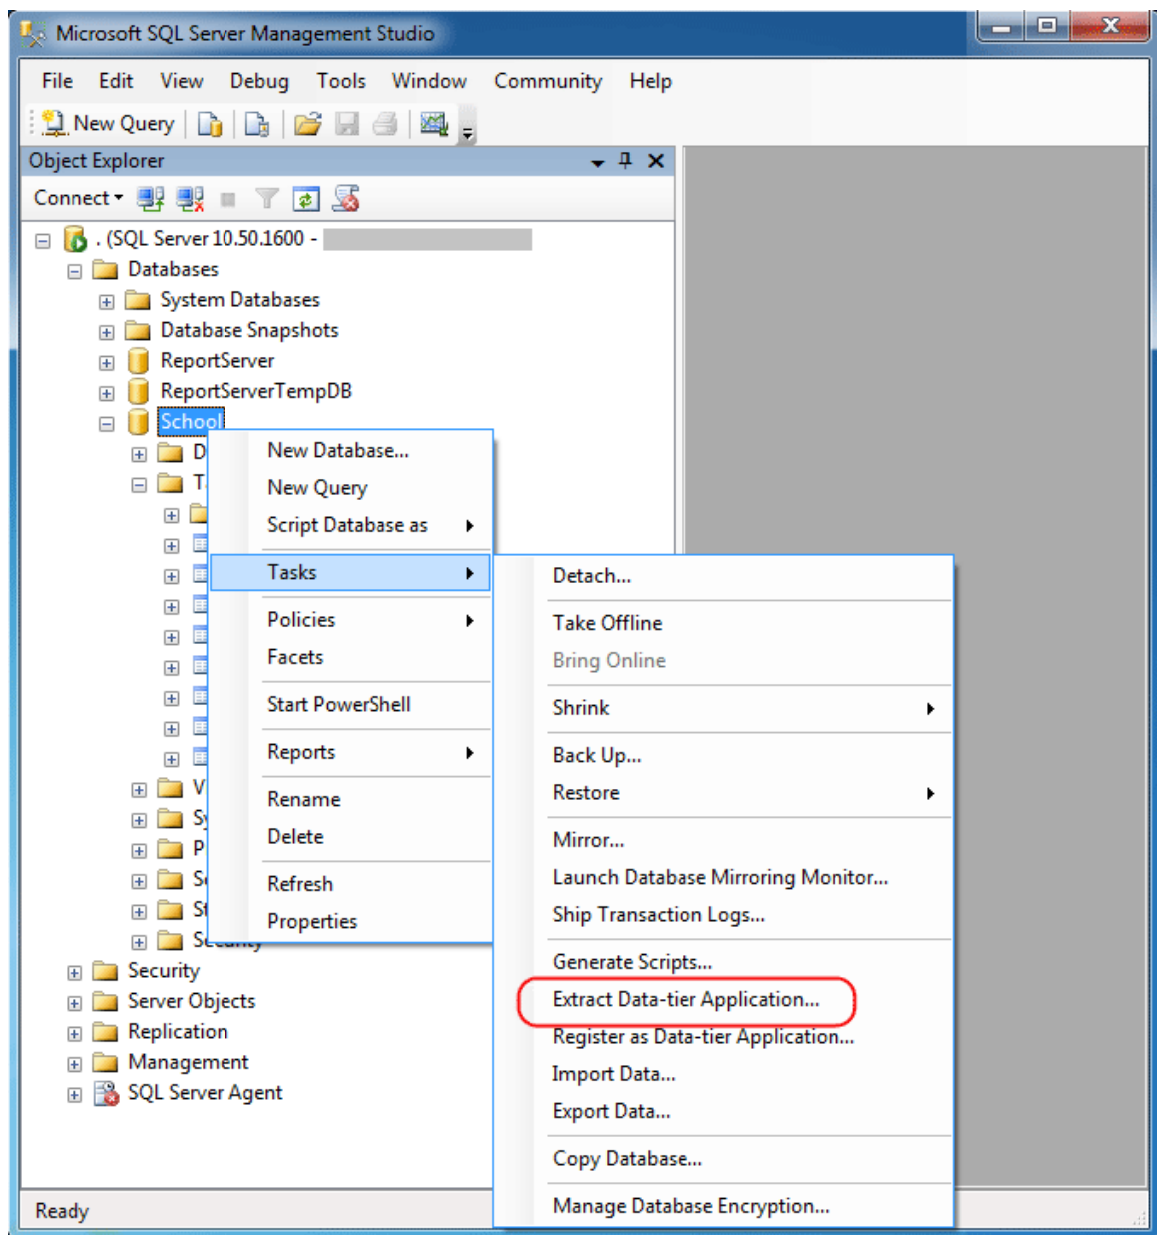 Microsoft SQL Server Management Studio
File Edit View Debug Tools Window Community Help
New Query
Object Explorer
Connect
. (SQL Server 10.50.1600 -
Databases
System Databases
Database Snapshots
ReportServer
ReportServerTempDB
School
D
T
V
Sy
P
Se
St
Security
New Database...
New Query
Script Database as
Tasks
Policies
Facets
Start PowerShell
Reports
Rename
Delete
Refresh
Properties
Detach...
Take Offline
Bring Online
Shrink
Back Up...
Restore
Mirror...
Launch Database Mirroring Monitor...
Ship Transaction Logs...
Generate Scripts...
Extract Data-tier Application...
Register as Data-tier Application...
Import Data...
Export Data...
Copy Database...
Manage Database Encryption...
Security
Server Objects
Replication
Management
SQL Server Agent
Ready